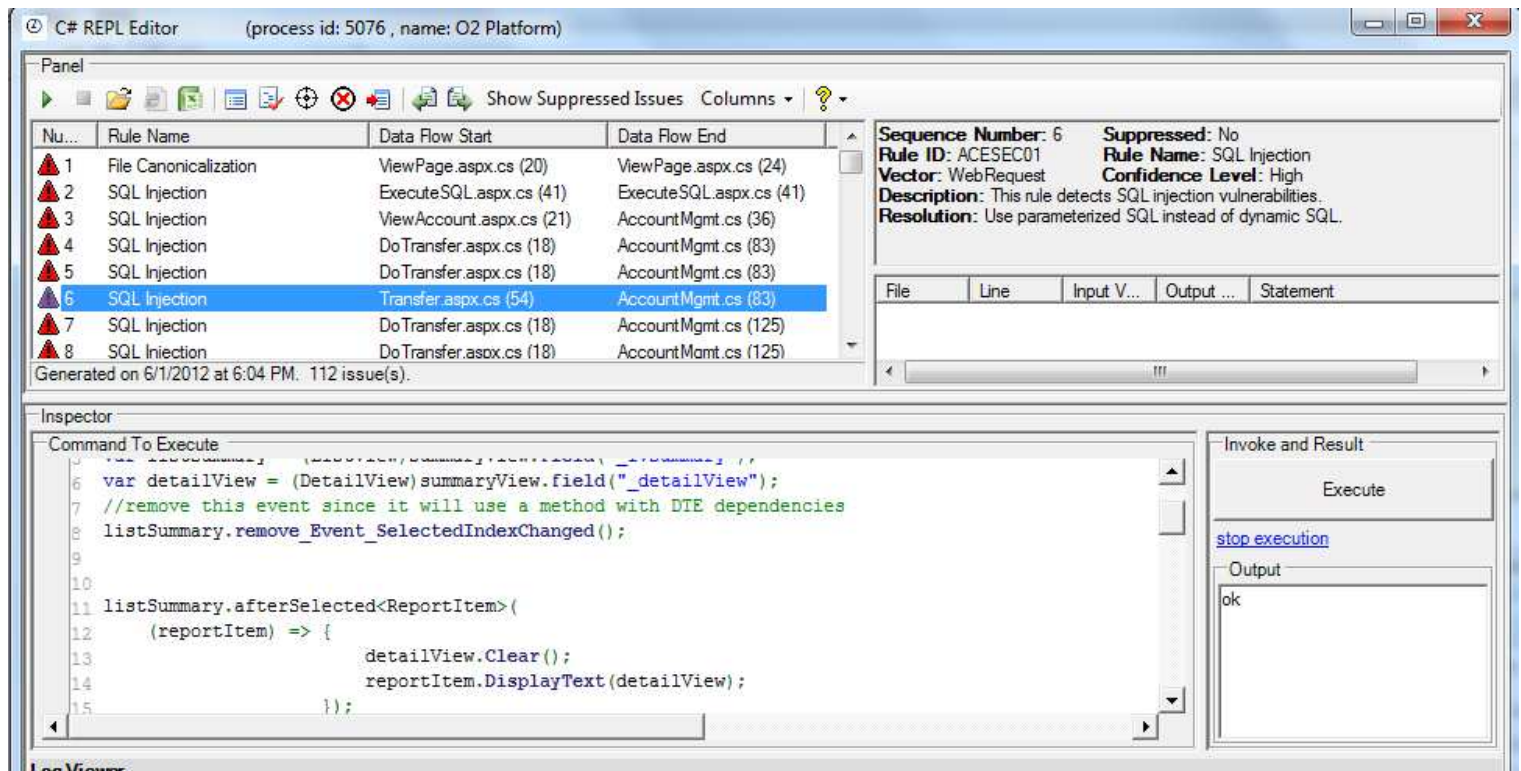 C# REPL Editor (process id: 5076 , name: O2 Platform)
Panel
Show Suppressed Issues Columns
Nu... Rule Name Data Flow Start Data Flow End
1 File Canonicalization ViewPage.aspx.cs (20) ViewPage.aspx.cs (24)
2 SQL Injection ExecuteSQL.aspx.cs (41) ExecuteSQL.aspx.cs (41)
3 SQL Injection ViewAccount.aspx.cs (21) AccountMgmt.cs (36)
4 SQL Injection DoTransfer.aspx.cs (18) AccountMgmt.cs (83)
5 SQL Injection DoTransfer.aspx.cs (18) AccountMgmt.cs (83)
6 SQL Injection Transfer.aspx.cs (54) AccountMgmt.cs (83)
7 SQL Injection DoTransfer.aspx.cs (18) AccountMgmt.cs (125)
8 SQL Injection DoTransfer.aspx.cs (18) AccountMgmt.cs (125)
Generated on 6/1/2012 at 6:04 PM. 112 issue(s).
Sequence Number: 6 Suppressed: No
Rule ID: ACESEC01 Rule Name: SQL Injection
Vector: WebRequest Confidence Level: High
Description: This rule detects SQL injection vulnerabilities.
Resolution: Use parameterized SQL instead of dynamic SQL.
File Line Input V... Output ... Statement
Inspector
Command To Execute
6 var detailView = (DetailView)summaryView.field("_detailView");
7 //remove this event since it will use a method with DTE dependencies
8 listSummary.remove_Event_SelectedIndexChanged();
9
10
11 listSummary.afterSelected<ReportItem>(
12 (reportItem) => {
13 detailView.Clear();
14 reportItem.DisplayText(detailView);
15 });
Invoke and Result
Execute
stop execution
Output
ok
Log Viewer